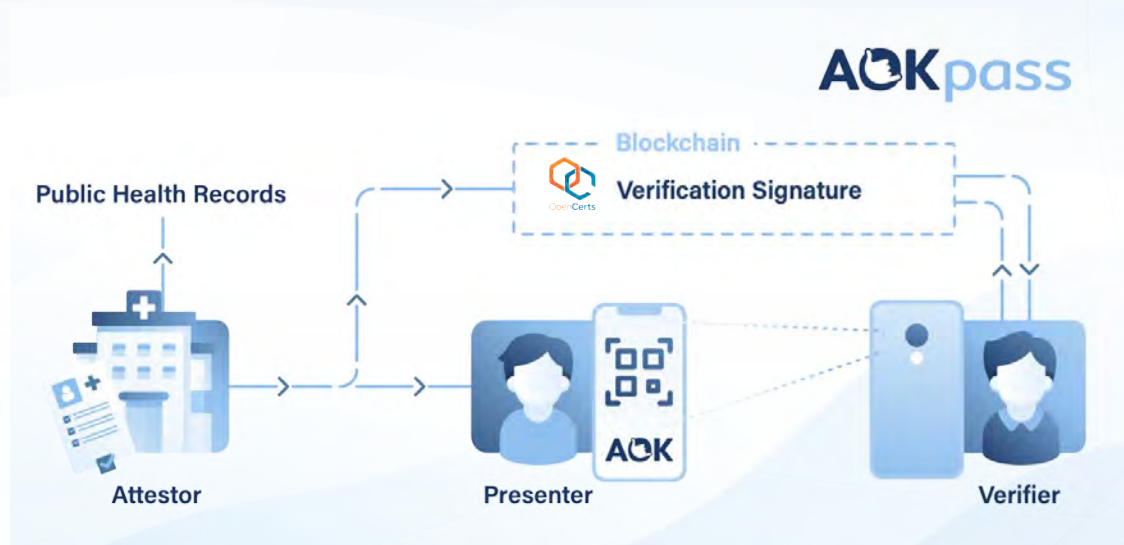 AOKpass
Blockchain
OpenCerts
Verification Signature
Public Health Records
AOK
Attestor
Presenter
Verifier